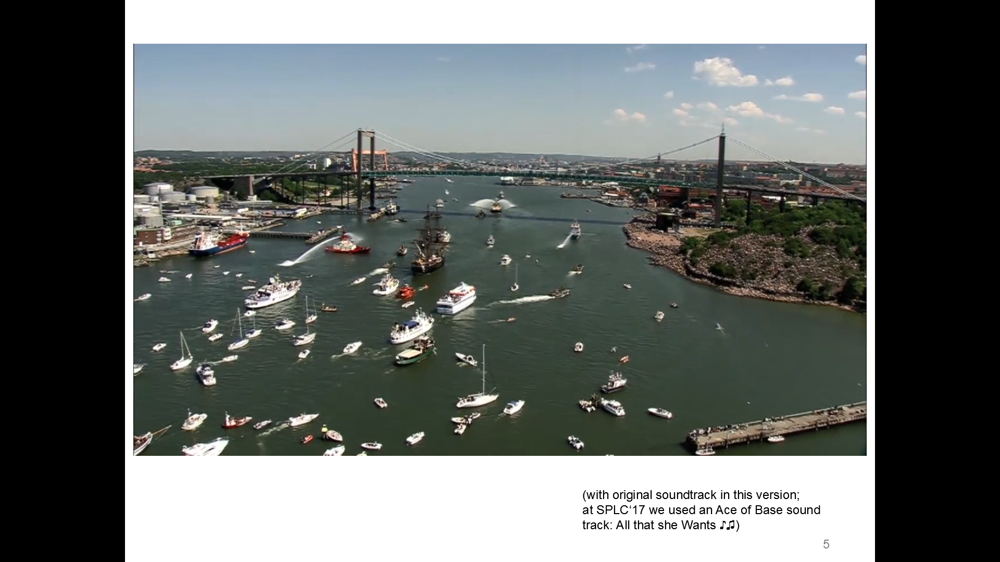 (with original soundtrack in this version;
at SPLC‘17 we used an Ace of Base sound
track: All that she Wants ♪♫)
5